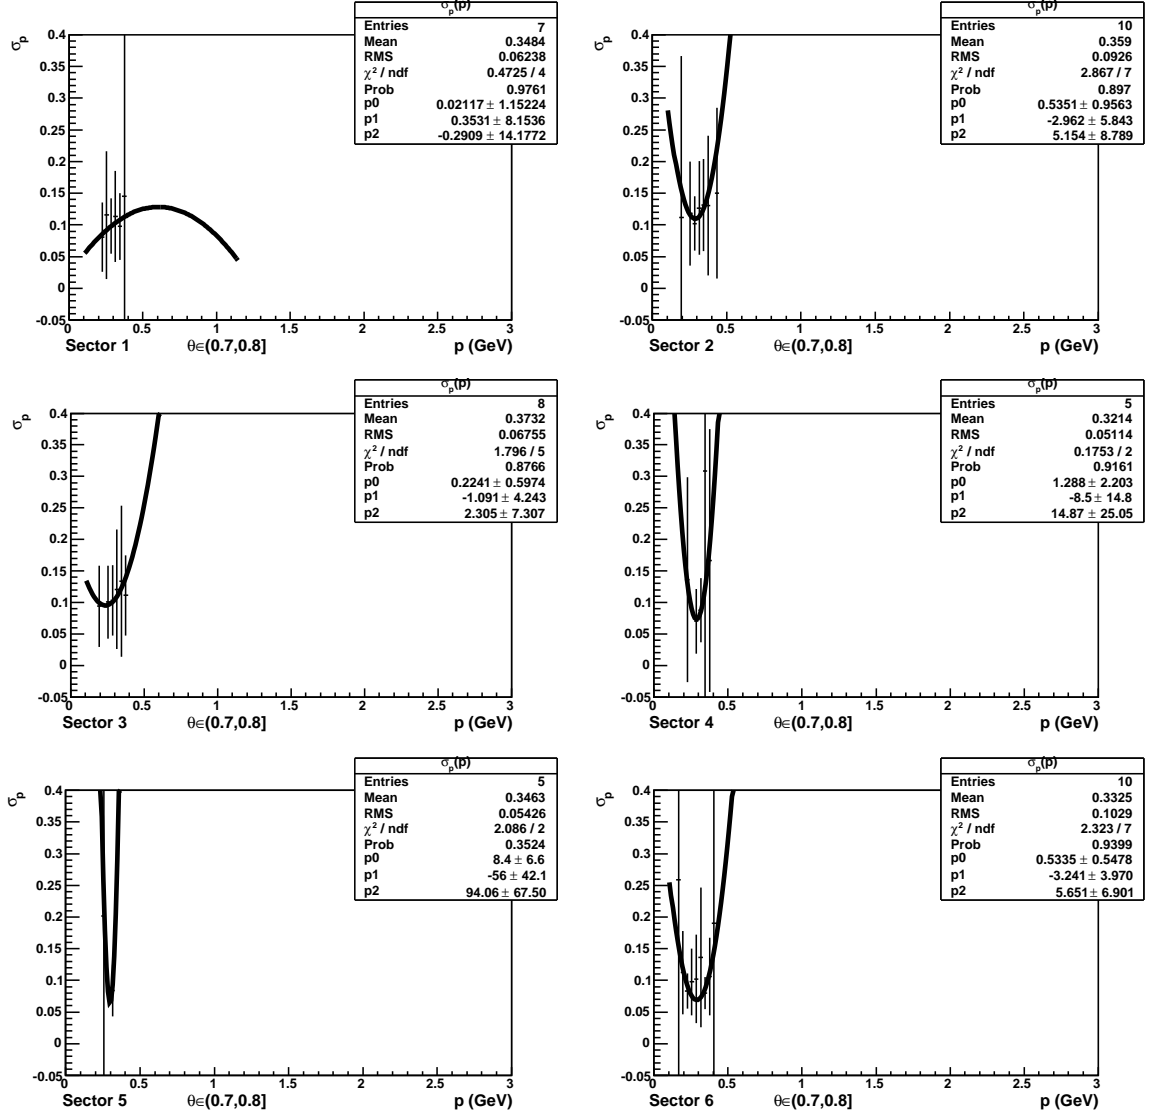 σp(p)
Entries 7
Mean 0.3484
RMS 0.06238
χ² / ndf 0.4725 / 4
Prob 0.9761
p0 0.02117 ± 1.15224
p1 0.3531 ± 8.1536
p2 -0.2909 ± 14.1772
σp
0.4
0.35
0.3
0.25
0.2
0.15
0.1
0.05
0
-0.05
0 0.5 1 1.5 2 2.5 3
Sector 1 θ∈(0.7,0.8] p (GeV)
σp(p)
Entries 10
Mean 0.359
RMS 0.0926
χ² / ndf 2.867 / 7
Prob 0.897
p0 0.5351 ± 0.9563
p1 -2.962 ± 5.843
p2 5.154 ± 8.789
σp
0.4
0.35
0.3
0.25
0.2
0.15
0.1
0.05
0
-0.05
0 0.5 1 1.5 2 2.5 3
Sector 2 θ∈(0.7,0.8] p (GeV)
σp(p)
Entries 8
Mean 0.3732
RMS 0.06755
χ² / ndf 1.796 / 5
Prob 0.8766
p0 0.2241 ± 0.5974
p1 -1.091 ± 4.243
p2 2.305 ± 7.307
σp
0.4
0.35
0.3
0.25
0.2
0.15
0.1
0.05
0
-0.05
0 0.5 1 1.5 2 2.5 3
Sector 3 θ∈(0.7,0.8] p (GeV)
σp(p)
Entries 5
Mean 0.3214
RMS 0.05114
χ² / ndf 0.1753 / 2
Prob 0.9161
p0 1.288 ± 2.203
p1 -8.5 ± 14.8
p2 14.87 ± 25.05
σp
0.4
0.35
0.3
0.25
0.2
0.15
0.1
0.05
0
-0.05
0 0.5 1 1.5 2 2.5 3
Sector 4 θ∈(0.7,0.8] p (GeV)
σp(p)
Entries 5
Mean 0.3463
RMS 0.05426
χ² / ndf 2.086 / 2
Prob 0.3524
p0 8.4 ± 6.6
p1 -56 ± 42.1
p2 94.06 ± 67.50
σp
0.4
0.35
0.3
0.25
0.2
0.15
0.1
0.05
0
-0.05
0 0.5 1 1.5 2 2.5 3
Sector 5 θ∈(0.7,0.8] p (GeV)
σp(p)
Entries 10
Mean 0.3325
RMS 0.1029
χ² / ndf 2.323 / 7
Prob 0.9399
p0 0.5335 ± 0.5478
p1 -3.241 ± 3.970
p2 5.651 ± 6.901
σp
0.4
0.35
0.3
0.25
0.2
0.15
0.1
0.05
0
-0.05
0 0.5 1 1.5 2 2.5 3
Sector 6 θ∈(0.7,0.8] p (GeV)